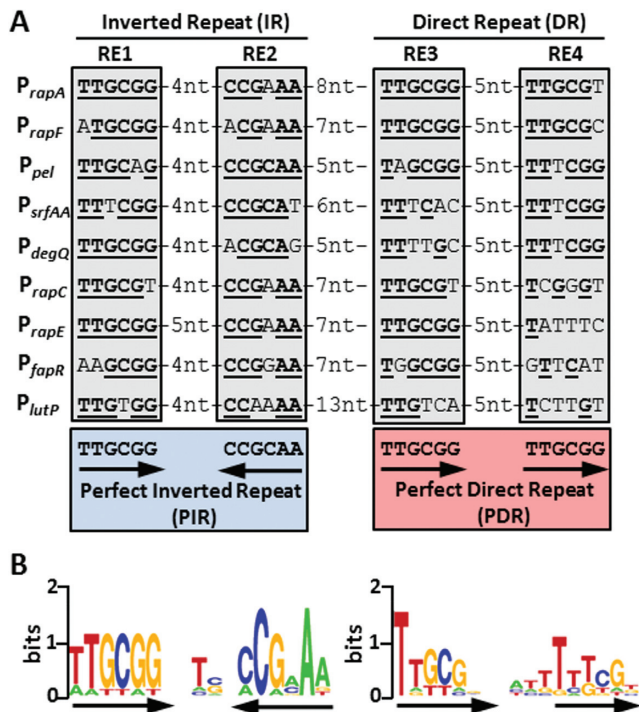 A
Inverted Repeat (IR) Direct Repeat (DR)
RE1 RE2 RE3 RE4
PrapA TTGCGG -4nt- CCGAAA -8nt- TTGCGG -5nt- TTGCGT
PrapF ATGCGG -4nt- ACGAAA -7nt- TTGCGG -5nt- TTGCGC
Ppel TTGCAG -4nt- CCGCAA -5nt- TAGCGG -5nt- TTTCGG
PsrfAA TTTCGG -4nt- CCGCAT -6nt- TTTCAC -5nt- TTTCGG
PdegQ TTGCGG -4nt- ACGCAG -5nt- TTTTGC -5nt- TTTCGG
PrapC TTGCGT -4nt- CCGAAA -7nt- TTGCGT -5nt- TCGGGT
PrapE TTGCGG -5nt- CCGAAA -7nt- TTGCGG -5nt- TATTTC
PfapR AAGCGG -4nt- CCGGAA -7nt- TGGCGG -5nt- GTTCAT
PlutP TTGTGG -4nt- CCAAAA -13nt- TTGTCA -5nt- TCTTGT
TTGCGG CCGCAA TTGCGG TTGCGG
Perfect Inverted Repeat Perfect Direct Repeat
(PIR) (PDR)
B
2 2
bits 1 bits 1
0 0